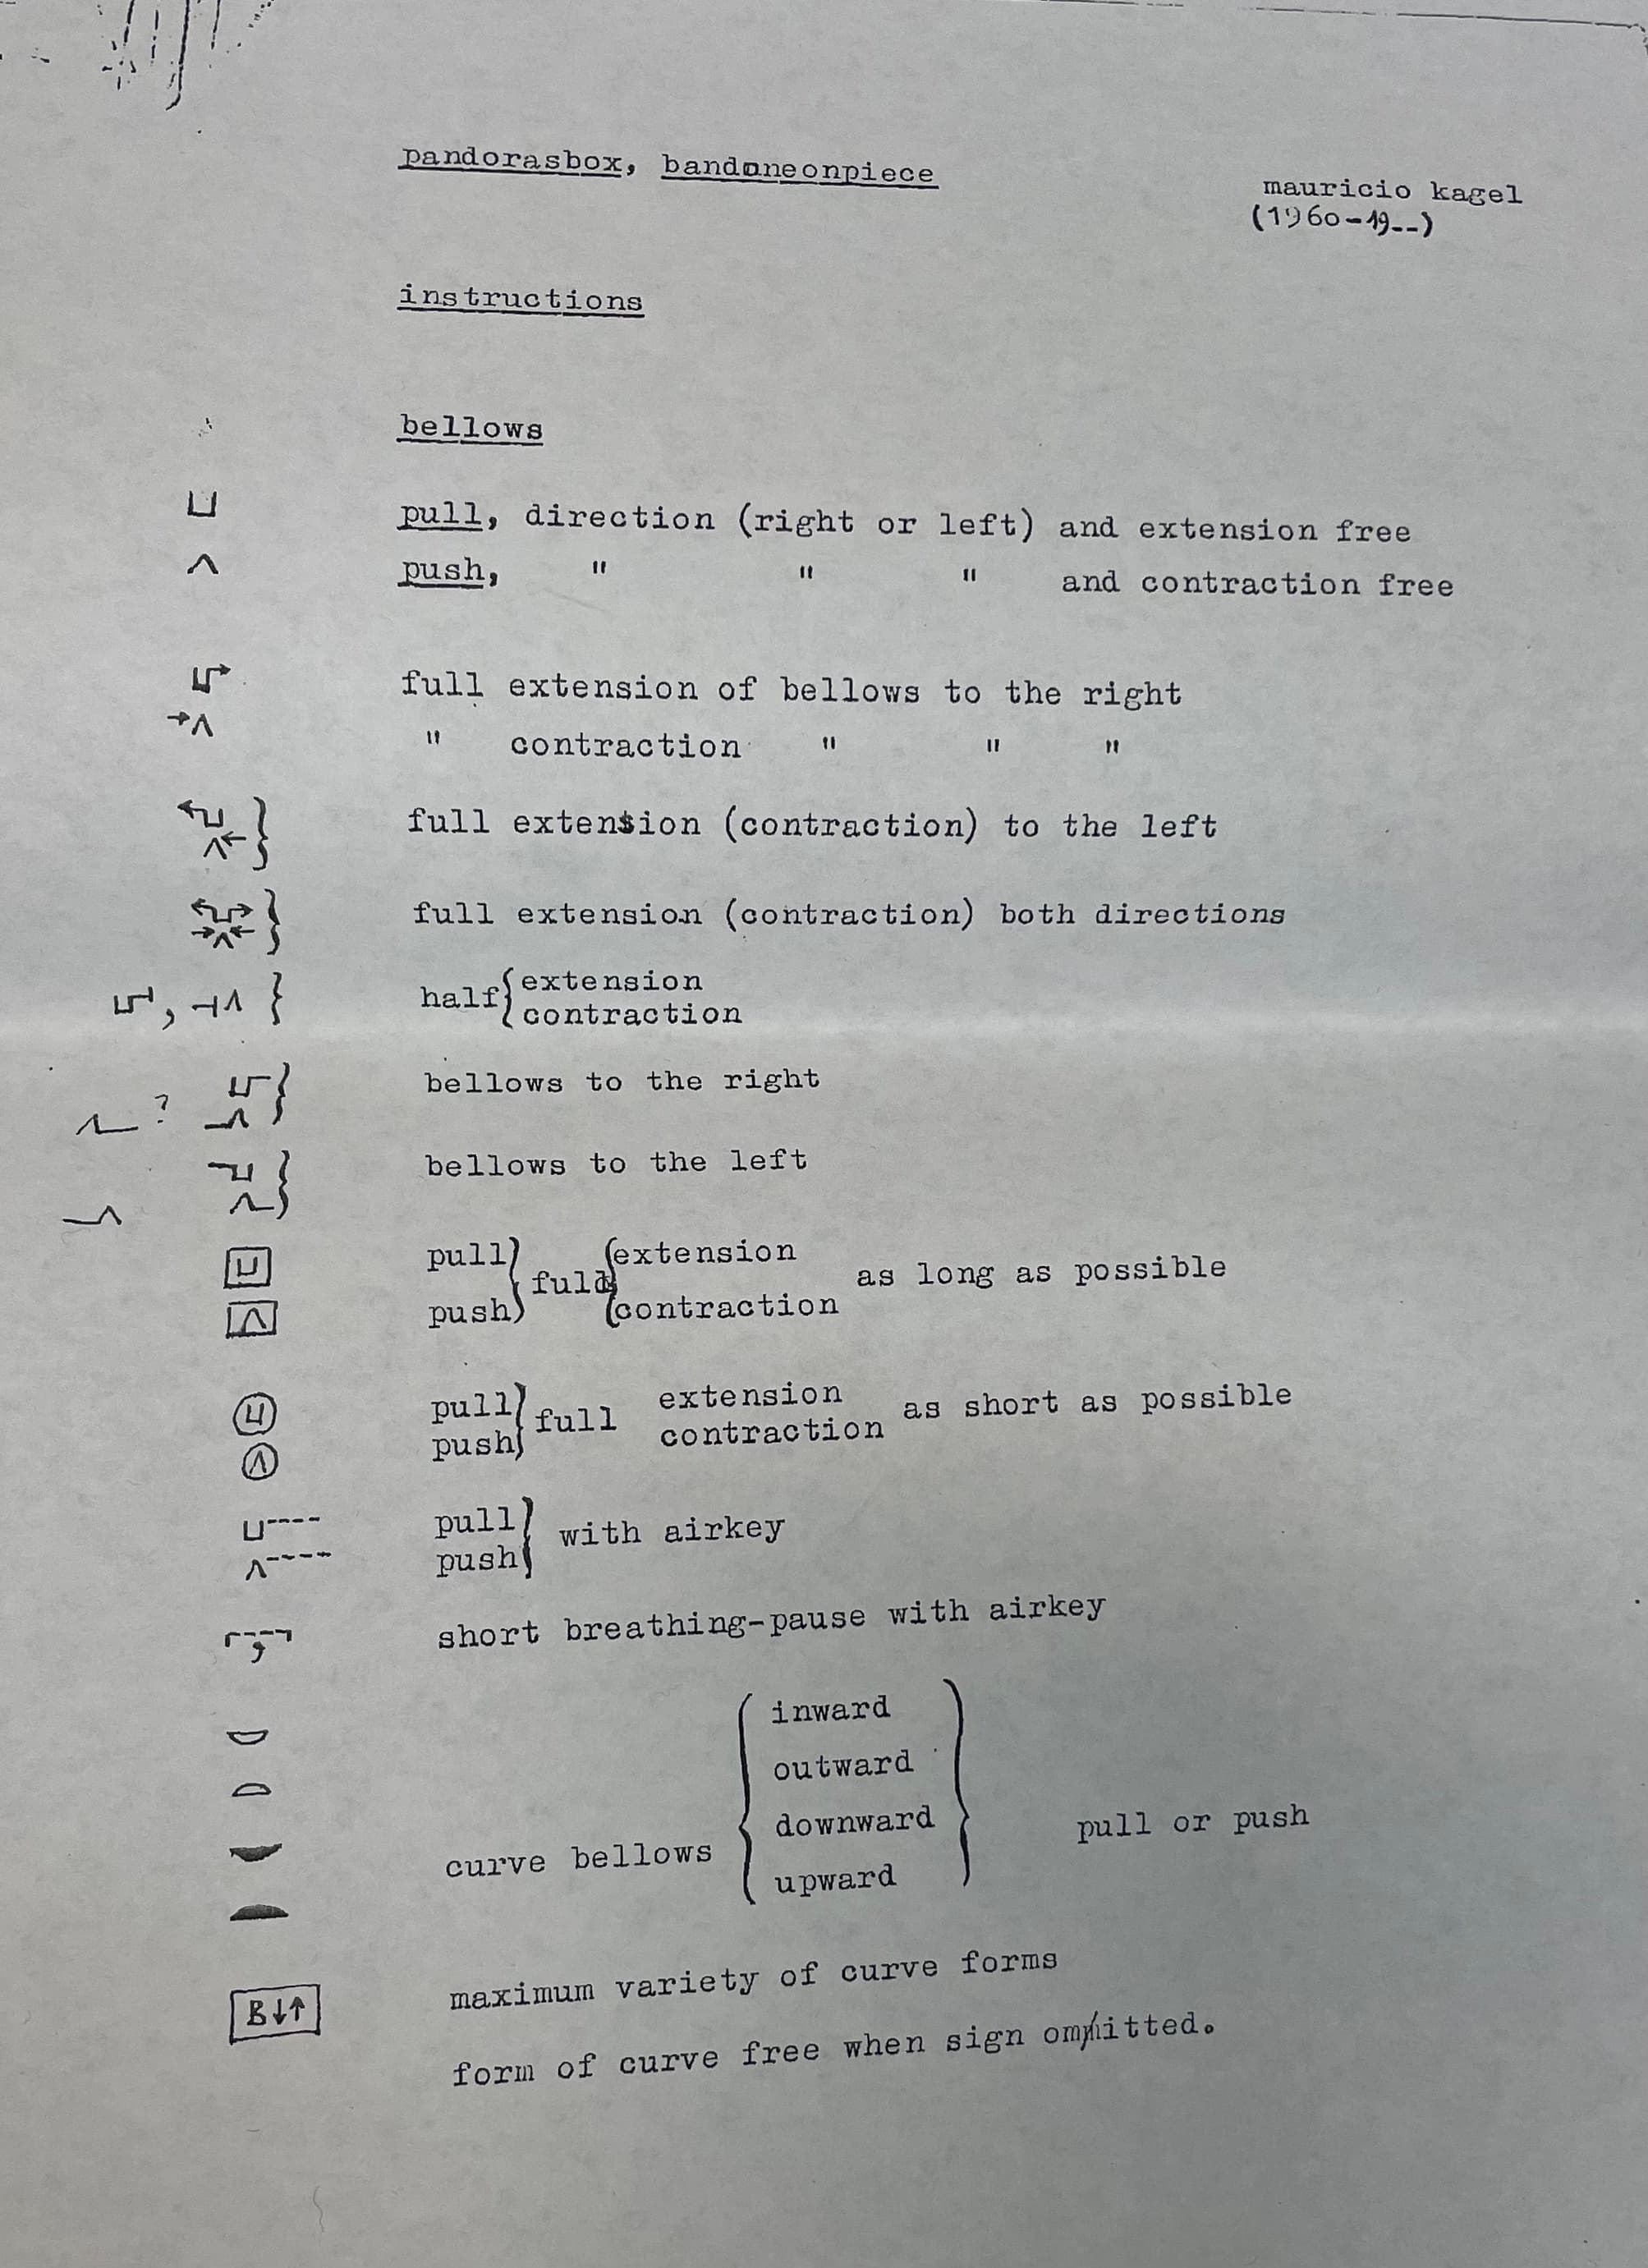 pandorasbox, bandoneonpiece
mauricio kagel
(1960-19--)
instructions
bellows
pull, direction (right or left) and extension free
push, " " " and contraction free
full extension of bellows to the right
" contraction " " "
full extension (contraction) to the left
full extension (contraction) both directions
half { extension
contraction
bellows to the right
?
bellows to the left
pull } full { extension as long as possible
push contraction
pull } full extension as short as possible
push contraction
pull } with airkey
push
short breathing-pause with airkey
inward
outward
downward
curve bellows { } pull or push
upward
B↓↑ maximum variety of curve forms
form of curve free when sign omitted.